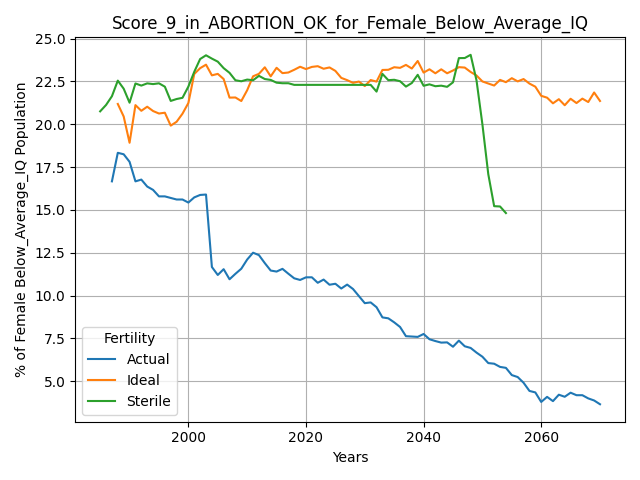 Score_9_in_ABORTION_OK_for_Female_Below_Average_IQ
% of Female Below_Average_IQ Population
25.0
22.5
20.0
17.5
15.0
12.5
10.0
7.5
5.0
Fertility
Actual
Ideal
Sterile
2000
2020
2040
2060
Years